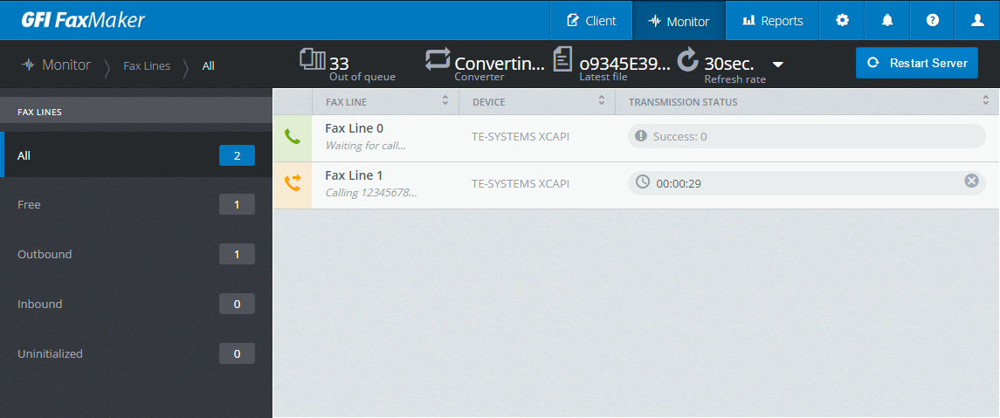 GFI FaxMaker
Client
Monitor
Reports
Monitor
Fax Lines
All
33
Out of queue
Convertin...
Converter
o9345E39...
Latest file
30sec.
Refresh rate
Restart Server
FAX LINES
All 2
Free 1
Outbound 1
Inbound 0
Uninitialized 0
FAX LINE DEVICE TRANSMISSION STATUS
Fax Line 0
Waiting for call...
TE-SYSTEMS XCAPI
Success: 0
Fax Line 1
Calling 12345678...
TE-SYSTEMS XCAPI
00:00:29